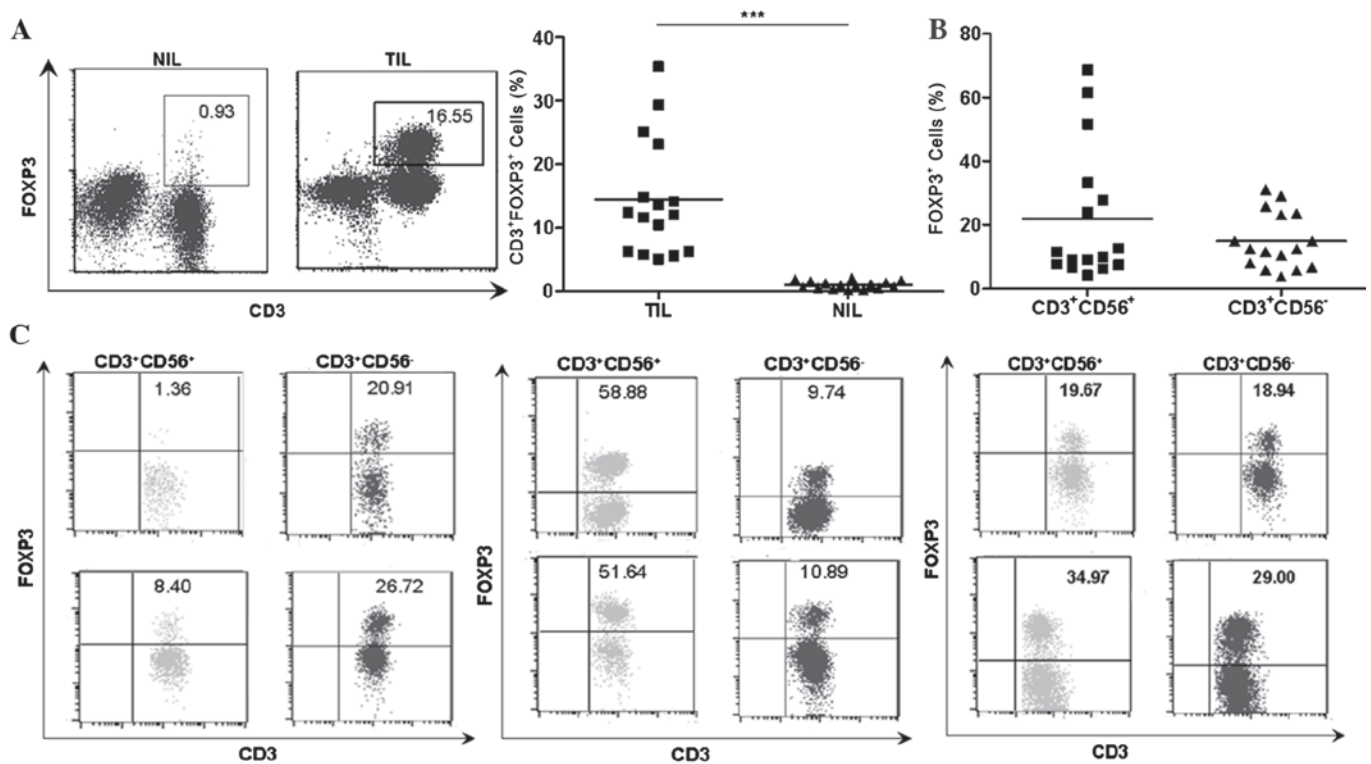 A
NIL
TIL
0.93
16.55
FOXP3
CD3
***
CD3⁺FOXP3⁺ Cells (%)
40
30
20
10
0
TIL
NIL
B
FOXP3⁺ Cells (%)
80
60
40
20
0
CD3⁺CD56⁺
CD3⁺CD56⁻
C
CD3⁺CD56⁺
CD3⁺CD56⁻
1.36
20.91
8.40
26.72
FOXP3
CD3
CD3⁺CD56⁺
CD3⁺CD56⁻
58.88
9.74
51.64
10.89
FOXP3
CD3
CD3⁺CD56⁺
CD3⁺CD56⁻
19.67
18.94
34.97
29.00
FOXP3
CD3